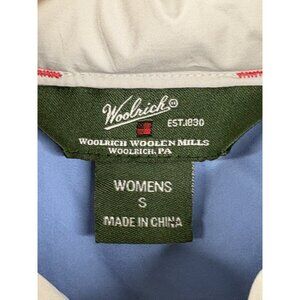 Woolrich®
EST. 1830
WOOLRICH WOOLEN MILLS
WOOLRICH, PA
WOMENS
S
MADE IN CHINA